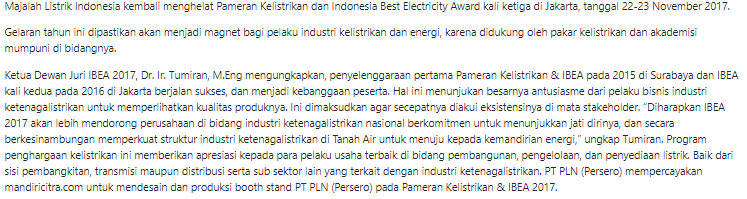 Majalah Listrik Indonesia kembali menghelat Pameran Kelistrikan dan Indonesia Best Electricity Award kali ketiga di Jakarta, tanggal 22-23 November 2017.
Gelaran tahun ini dipastikan akan menjadi magnet bagi pelaku industri kelistrikan dan energi, karena didukung oleh pakar kelistrikan dan akademisi
mumpuni di bidangnya.
Ketua Dewan Juri IBEA 2017, Dr. Ir. Tumiran, M.Eng mengungkapkan, penyelenggaraan pertama Pameran Kelistrikan & IBEA pada 2015 di Surabaya dan IBEA
kali kedua pada 2016 di Jakarta berjalan sukses, dan menjadi kebanggaan peserta. Hal ini menunjukan besarnya antusiasme dari pelaku bisnis industri
ketenagalistrikan untuk memperlihatkan kualitas produknya. Ini dimaksudkan agar secepatnya diakui eksistensinya di mata stakeholder. “Diharapkan IBEA
2017 akan lebih mendorong perusahaan di bidang industri ketenagalistrikan nasional berkomitmen untuk menunjukkan jati dirinya, dan secara
berkesinambungan memperkuat struktur industri ketenagalistrikan di Tanah Air untuk menuju kepada kemandirian energi,” ungkap Tumiran. Program
penghargaan kelistrikan ini memberikan apresiasi kepada para pelaku usaha terbaik di bidang pembangunan, pengelolaan, dan penyediaan listrik. Baik dari
sisi pembangkitan, transmisi maupun distribusi serta sub sektor lain yang terkait dengan industri ketenagalistrikan. PT PLN (Persero) mempercayakan
mandiricitra.com untuk mendesain dan produksi booth stand PT PLN (Persero) pada Pameran Kelistrikan & IBEA 2017.